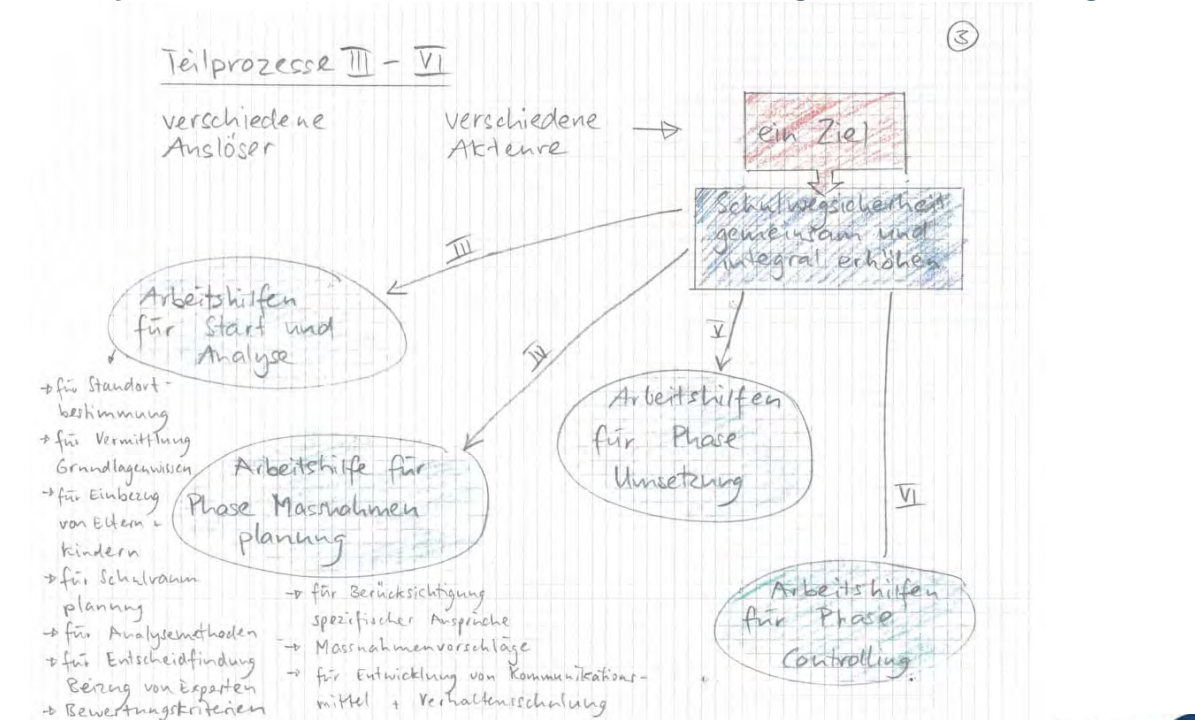 ③
Teilprozesse III - VI
verschiedene
Auslöser
verschiedene
Akteure
ein Ziel
Schulwegsicherheit
gemeinsam und
integral erhöhen
III
IV
V
VI
Arbeitshilfen
für Start und
Analyse
→ für Standort-
bestimmung
→ für Vermittlung
Grundlagenwissen
→ für Einbezug
von Eltern +
kindern
→ für Schulraum
planung
→ für Analysemethoden
→ für Entscheidfindung
Beizug von Experten
→ Bewertungskriterien
Arbeitshilfe für
Phase Massnahmen
planung
→ für Berücksichtigung
spezifischer Ansprüche
→ Massnahmenvorschläge
→ für Entwicklung von Kommunikations-
mittel + Verhaltensschulung
Arbeitshilfen
für Phase
Umsetzung
Arbeitshilfen
für Phase
Controlling